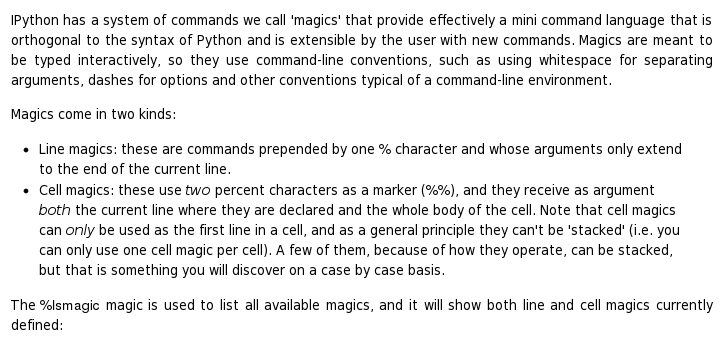 IPython has a system of commands we call 'magics' that provide effectively a mini command language that is
orthogonal to the syntax of Python and is extensible by the user with new commands. Magics are meant to
be typed interactively, so they use command-line conventions, such as using whitespace for separating
arguments, dashes for options and other conventions typical of a command-line environment.
Magics come in two kinds:
• Line magics: these are commands prepended by one % character and whose arguments only extend
to the end of the current line.
• Cell magics: these use two percent characters as a marker (%%), and they receive as argument
both the current line where they are declared and the whole body of the cell. Note that cell magics
can only be used as the first line in a cell, and as a general principle they can't be 'stacked' (i.e. you
can only use one cell magic per cell). A few of them, because of how they operate, can be stacked,
but that is something you will discover on a case by case basis.
The %lsmagic magic is used to list all available magics, and it will show both line and cell magics currently
defined: